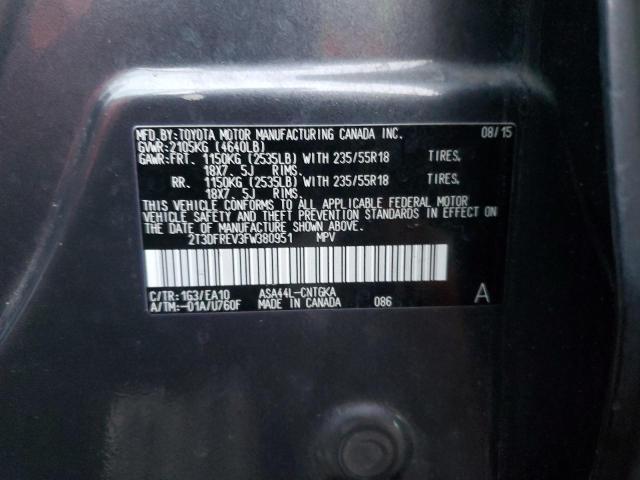 MFD.BY:TOYOTA MOTOR MANUFACTURING CANADA INC. 08/15
GVWR:2105KG (4640LB)
GAWR:FRT. 1150KG (2535LB) WITH 235/55R18 TIRES,
18X7. 5J RIMS.
RR. 1150KG (2535LB) WITH 235/55R18 TIRES,
18X7. 5J RIMS.
THIS VEHICLE CONFORMS TO ALL APPLICABLE FEDERAL MOTOR
VEHICLE SAFETY AND THEFT PREVENTION STANDARDS IN EFFECT ON
THE DATE OF MANUFACTURE SHOWN ABOVE.
2T3DFREV3FW380951 MPV
C/TR: 1G3/EA10 ASA44L-CNTGKA
A/TM:-01A/U760F MADE IN CANADA 086 A